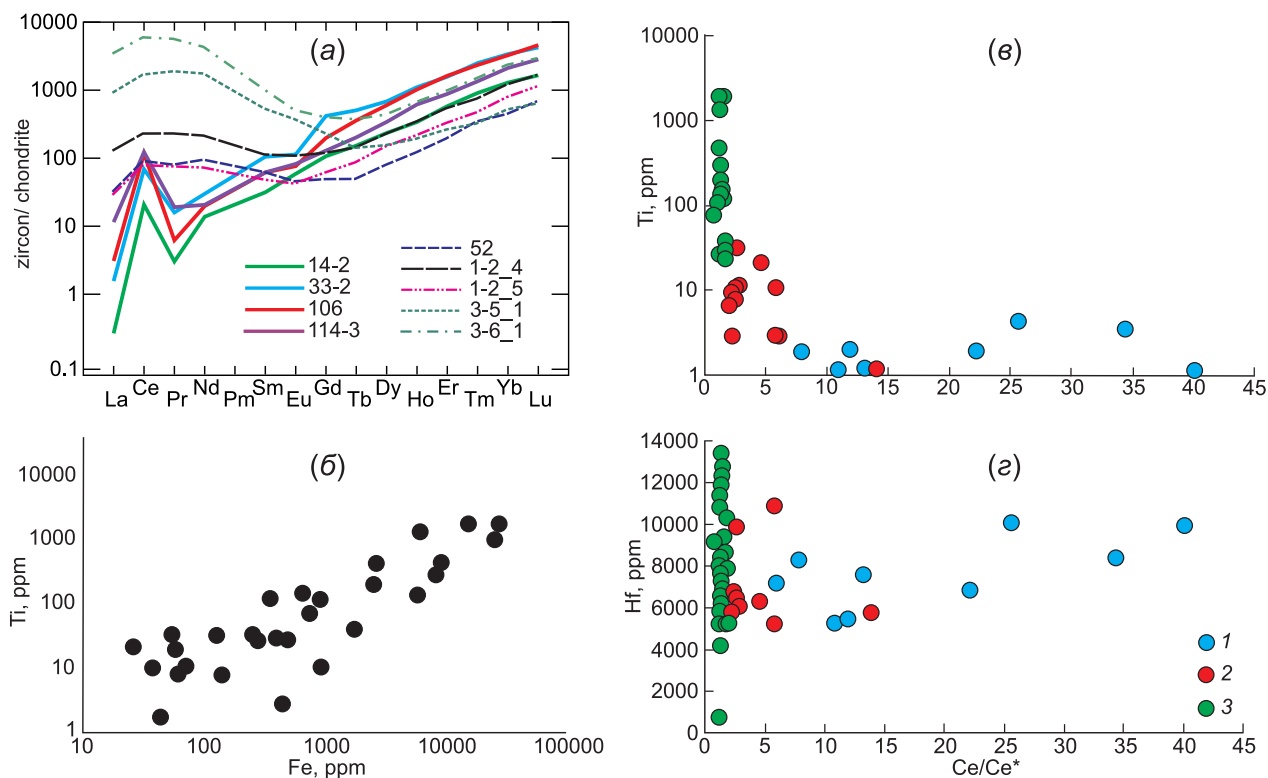 (а)
zircon/ chondrite
10000
1000
100
10
1
0.1
14-2
33-2
106
114-3
52
1-2_4
1-2_5
3-5_1
3-6_1
La Ce Pr Nd Pm Sm Eu Gd Tb Dy Ho Er Tm Yb Lu
(в)
Ti, ppm
10000
1000
100
10
1
0 5 10 15 20 25 30 35 40 45
(б)
Ti, ppm
10000
1000
100
10
1
10 100 1000 10000 100000
Fe, ppm
(г)
Hf, ppm
14000
12000
10000
8000
6000
4000
2000
0
1
2
3
0 5 10 15 20 25 30 35 40 45
Ce/Ce*